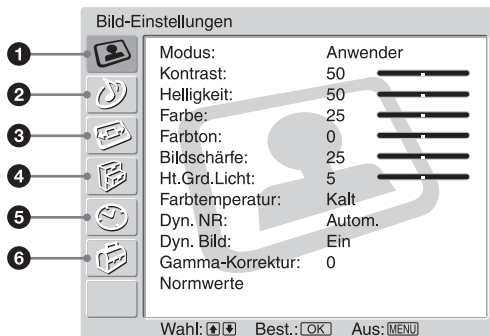 Bild-Einstellungen
1
2
3
4
5
6
Modus: Anwender
Kontrast: 50
Helligkeit: 50
Farbe: 25
Farbton: 0
Bildschärfe: 25
Ht.Grd.Licht: 5
Farbtemperatur: Kalt
Dyn. NR: Autom.
Dyn. Bild: Ein
Gamma-Korrektur: 0
Normwerte
Wahl: Best.: OK Aus: MENU